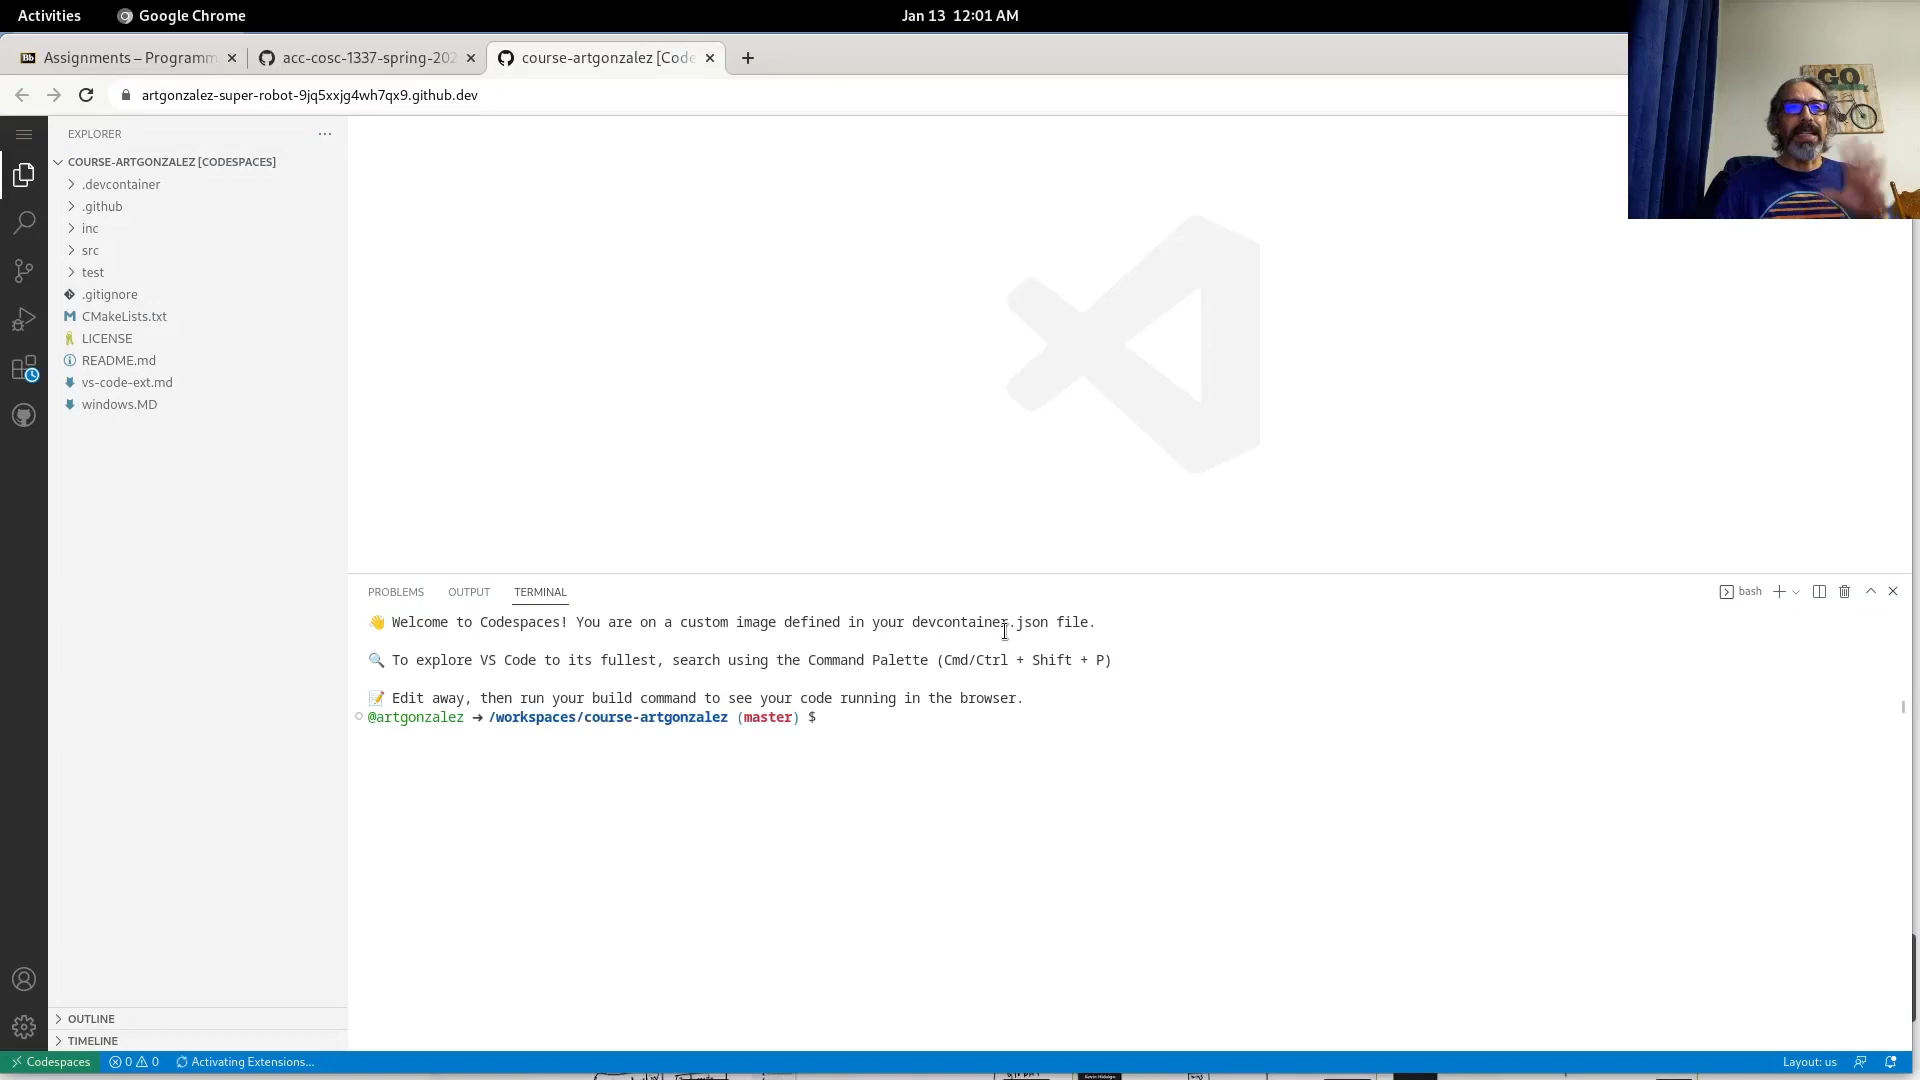 Activities
Google Chrome
Jan 13 12:01 AM
Bb Assignments – Programm
acc-cosc-1337-spring-202
course-artgonzalez [Code
artgonzalez-super-robot-9jq5xxjg4wh7qx9.github.dev
GO
EXPLORER
COURSE-ARTGONZALEZ [CODESPACES]
.devcontainer
.github
inc
src
test
.gitignore
CMakeLists.txt
LICENSE
README.md
vs-code-ext.md
windows.MD
PROBLEMS OUTPUT TERMINAL
bash
👋 Welcome to Codespaces! You are on a custom image defined in your devcontainer.json file.
🔍 To explore VS Code to its fullest, search using the Command Palette (Cmd/Ctrl + Shift + P)
📝 Edit away, then run your build command to see your code running in the browser.
@artgonzalez → /workspaces/course-artgonzalez (master) $
OUTLINE
TIMELINE
Codespaces
0 0
Activating Extensions...
Layout: us